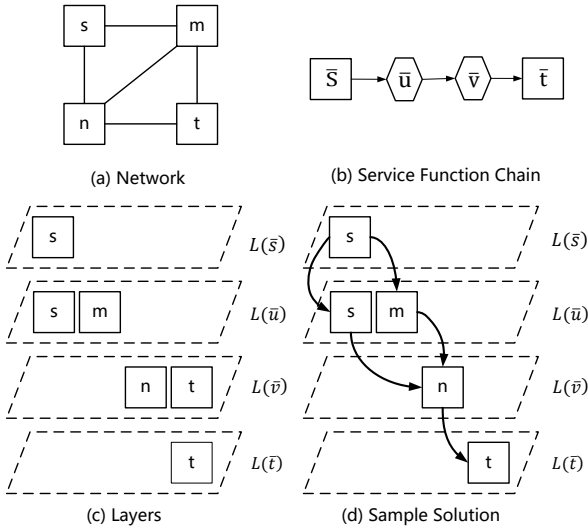 s m
n t
(a) Network
s̅ u̅ v̅ t̅
(b) Service Function Chain
s L(s̅)
s m L(u̅)
n t L(v̅)
t L(t̅)
(c) Layers
s L(s̅)
s m L(u̅)
n L(v̅)
t L(t̅)
(d) Sample Solution